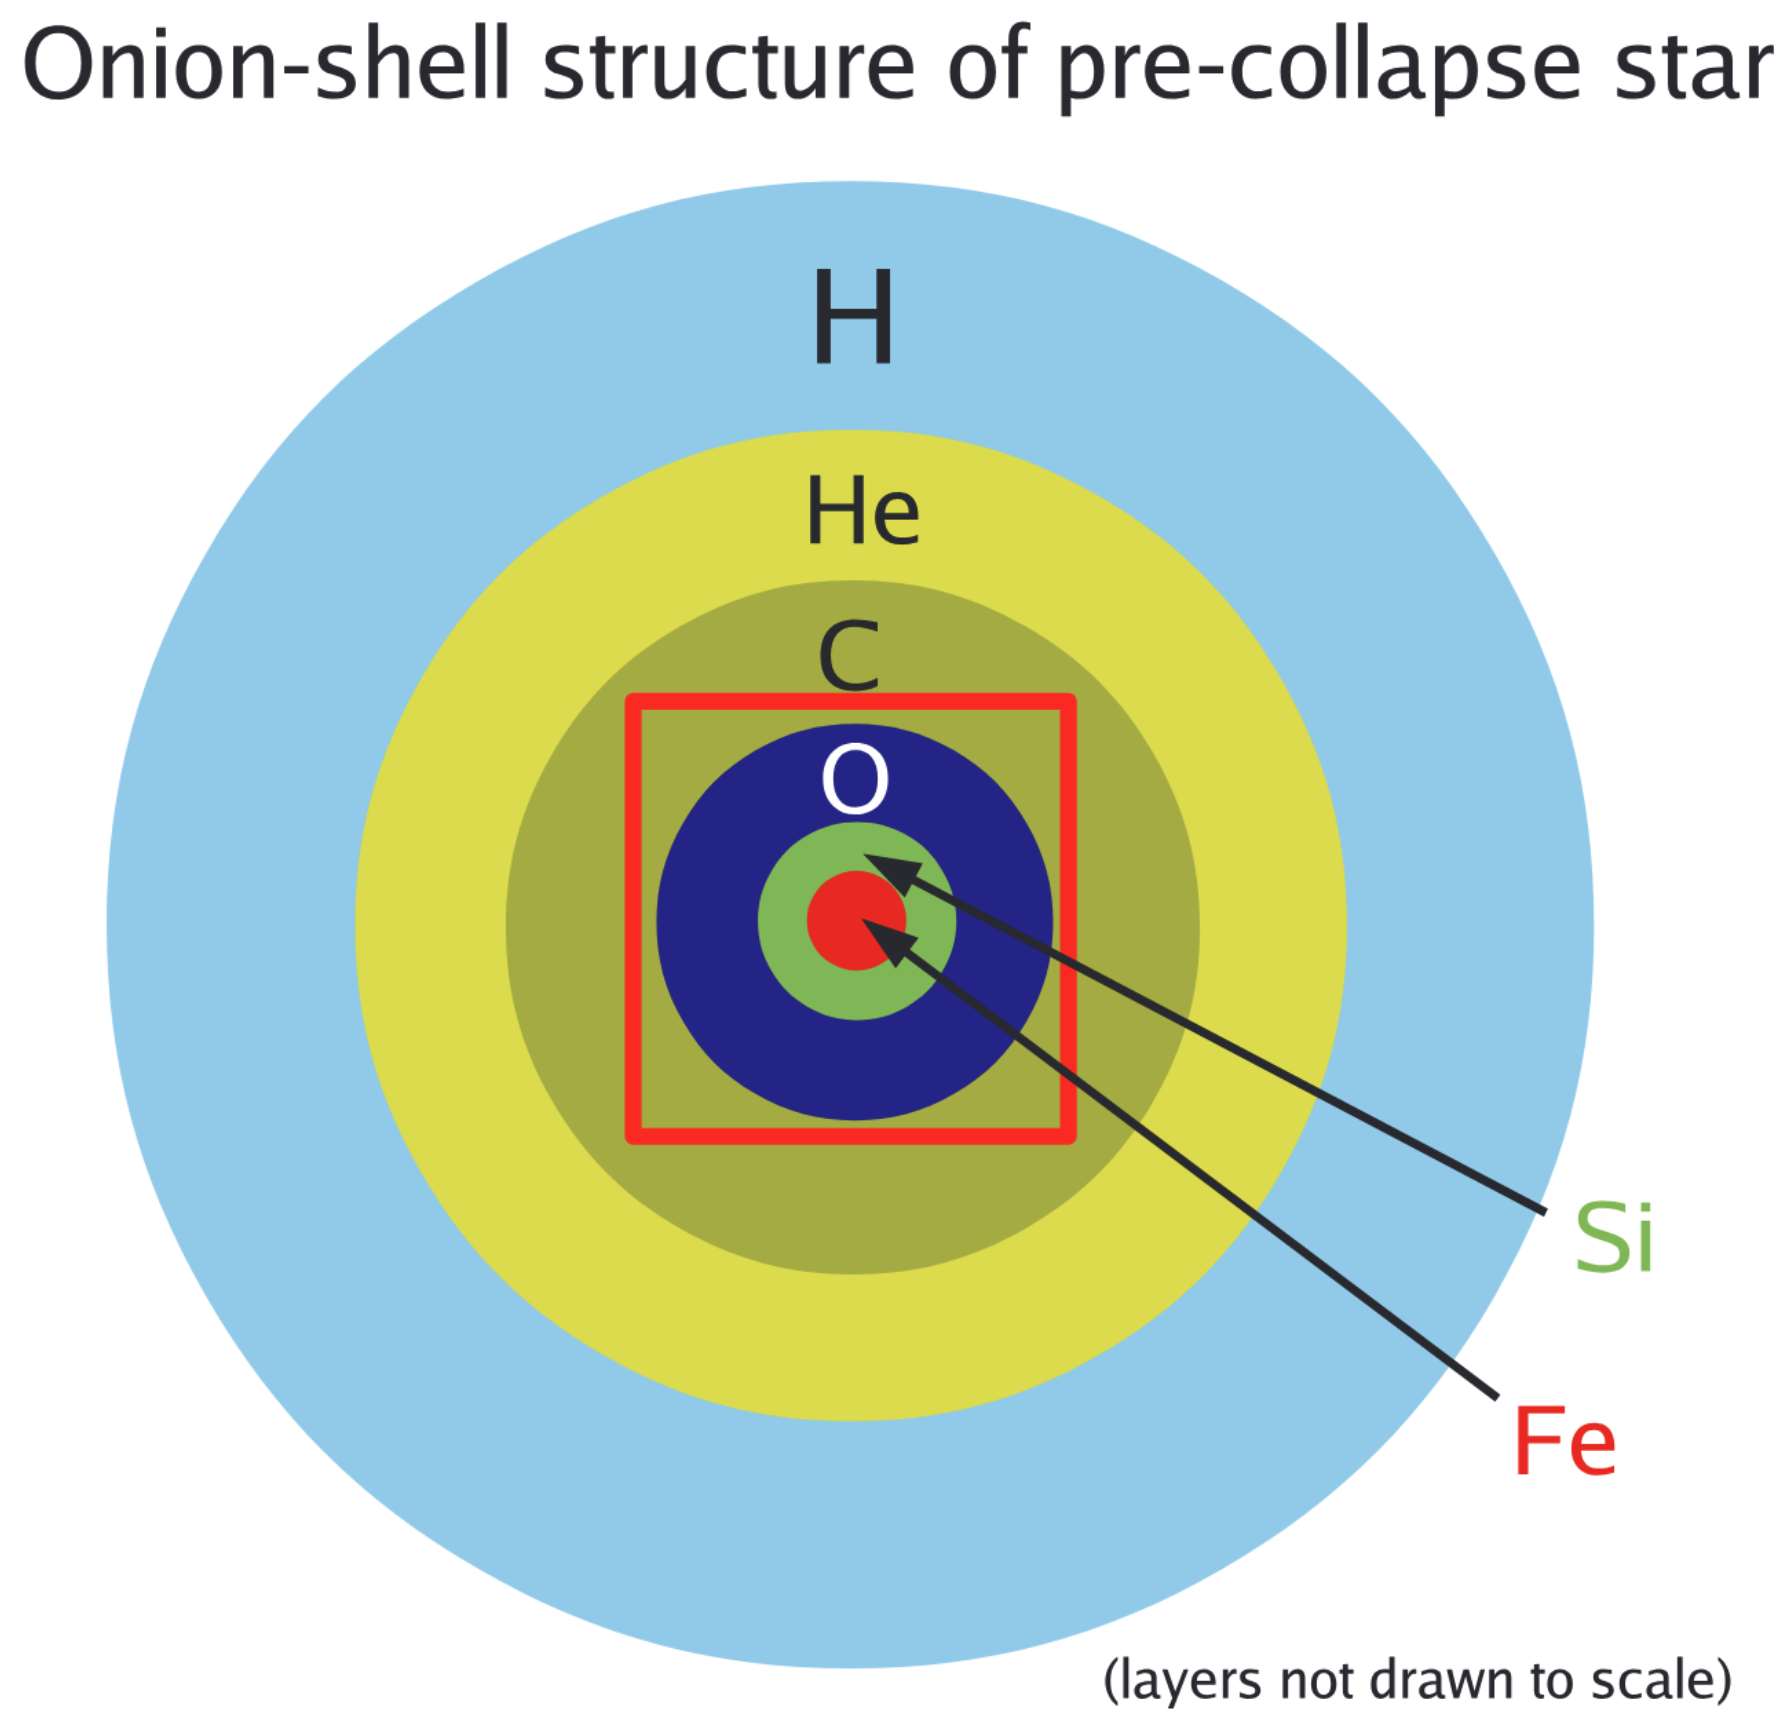 Onion-shell structure of pre-collapse star
H
He
C
O
Si
Fe
(layers not drawn to scale)